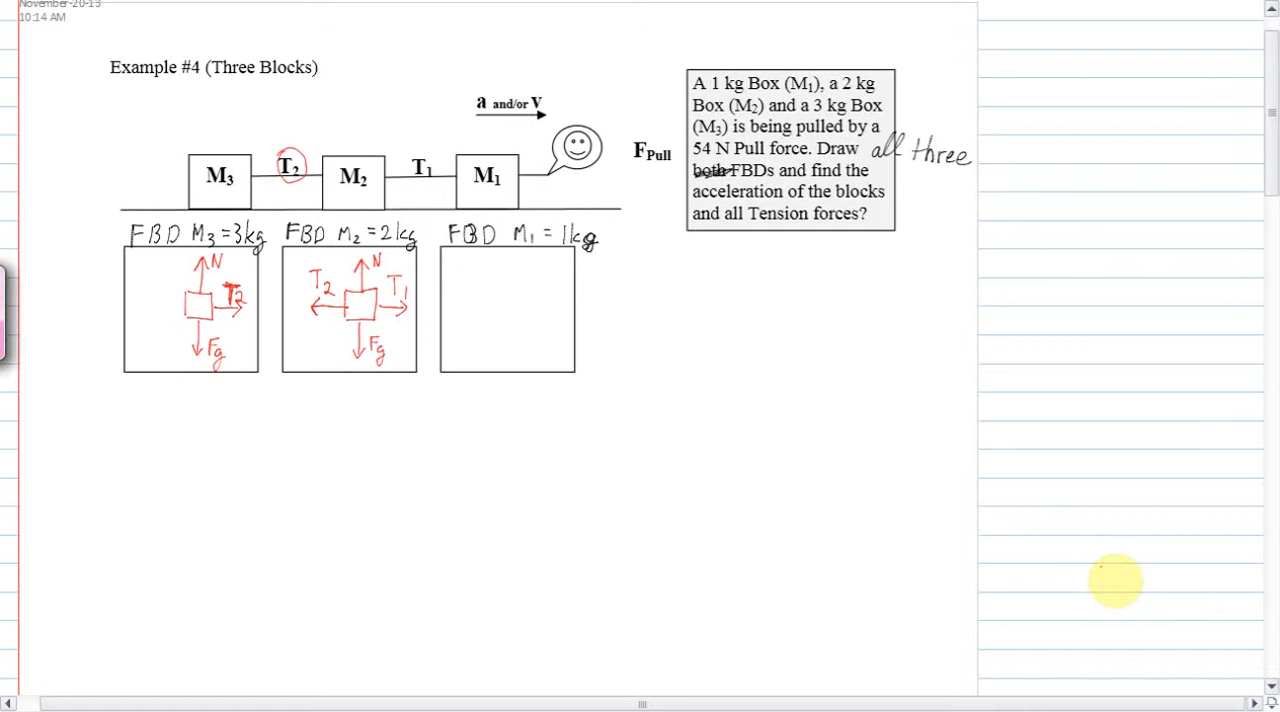 November-20-13
10:14 AM
Example #4 (Three Blocks)
a and/or V
M3 T2 M2 T1 M1
FPull
A 1 kg Box (M1), a 2 kg
Box (M2) and a 3 kg Box
(M3) is being pulled by a
54 N Pull force. Draw all three
both FBDs and find the
acceleration of the blocks
and all Tension forces?
FBD M3 = 3kg
N
T2
Fg
FBD M2 = 2kg
N
T2 T1
Fg
FBD M1 = 1kg